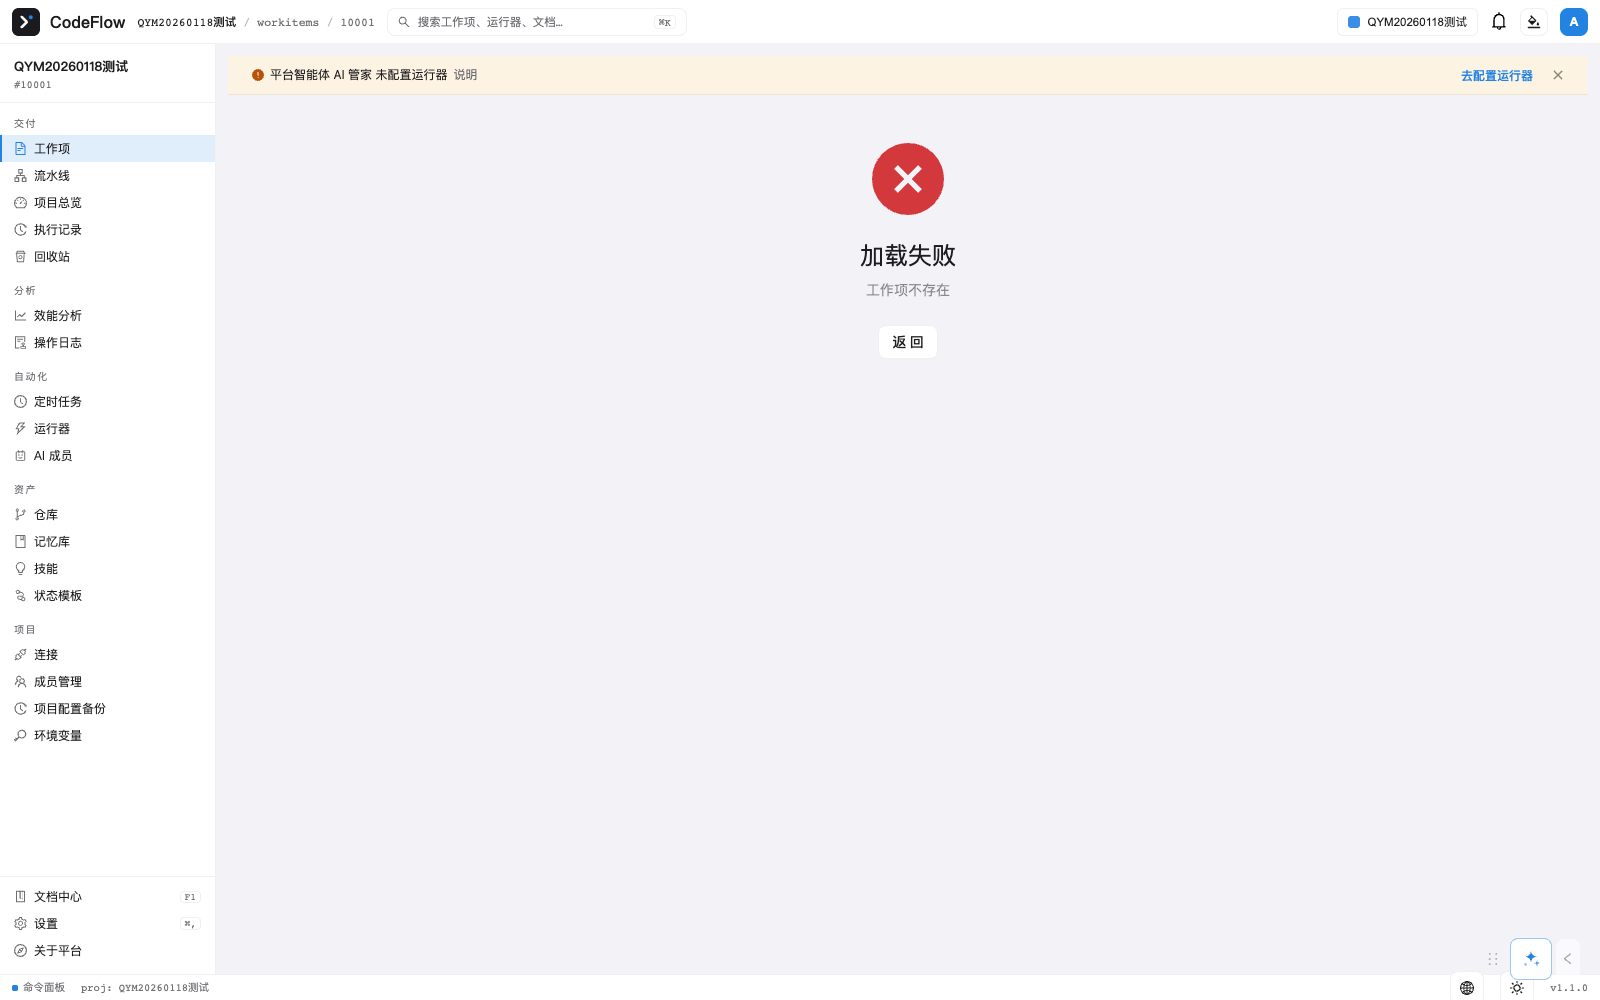 CodeFlow QYM20260118测试 / workitems / 10001 搜索工作项、运行器、文档... ⌘K QYM20260118测试 A
QYM20260118测试
#10001
交付
工作项
流水线
项目总览
执行记录
回收站
分析
效能分析
操作日志
自动化
定时任务
运行器
AI 成员
资产
仓库
记忆库
技能
状态模板
项目
连接
成员管理
项目配置备份
环境变量
文档中心 F1
设置 ⌘,
关于平台
平台智能体 AI 管家 未配置运行器 说明 去配置运行器
加载失败
工作项不存在
返 回
命令面板 proj: QYM20260118测试 v1.1.0